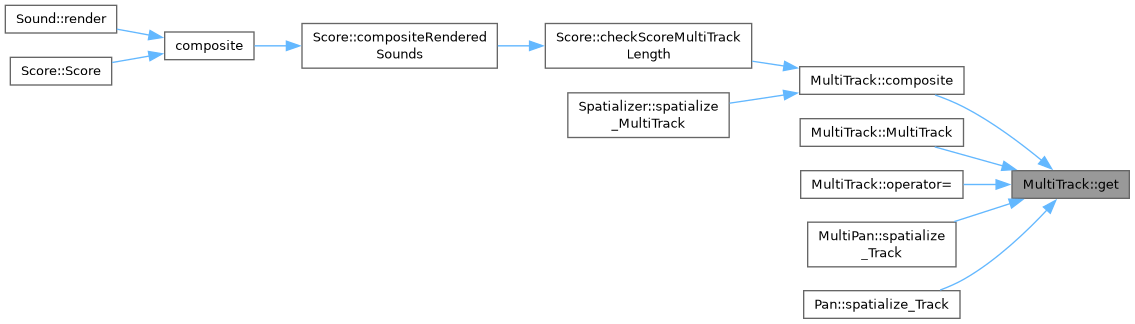 Sound::render
Score::Score
composite
Score::compositeRendered
Sounds
Score::checkScoreMultiTrack
Length
Spatializer::spatialize
_MultiTrack
MultiTrack::composite
MultiTrack::MultiTrack
MultiTrack::operator=
MultiPan::spatialize
_Track
Pan::spatialize_Track
MultiTrack::get